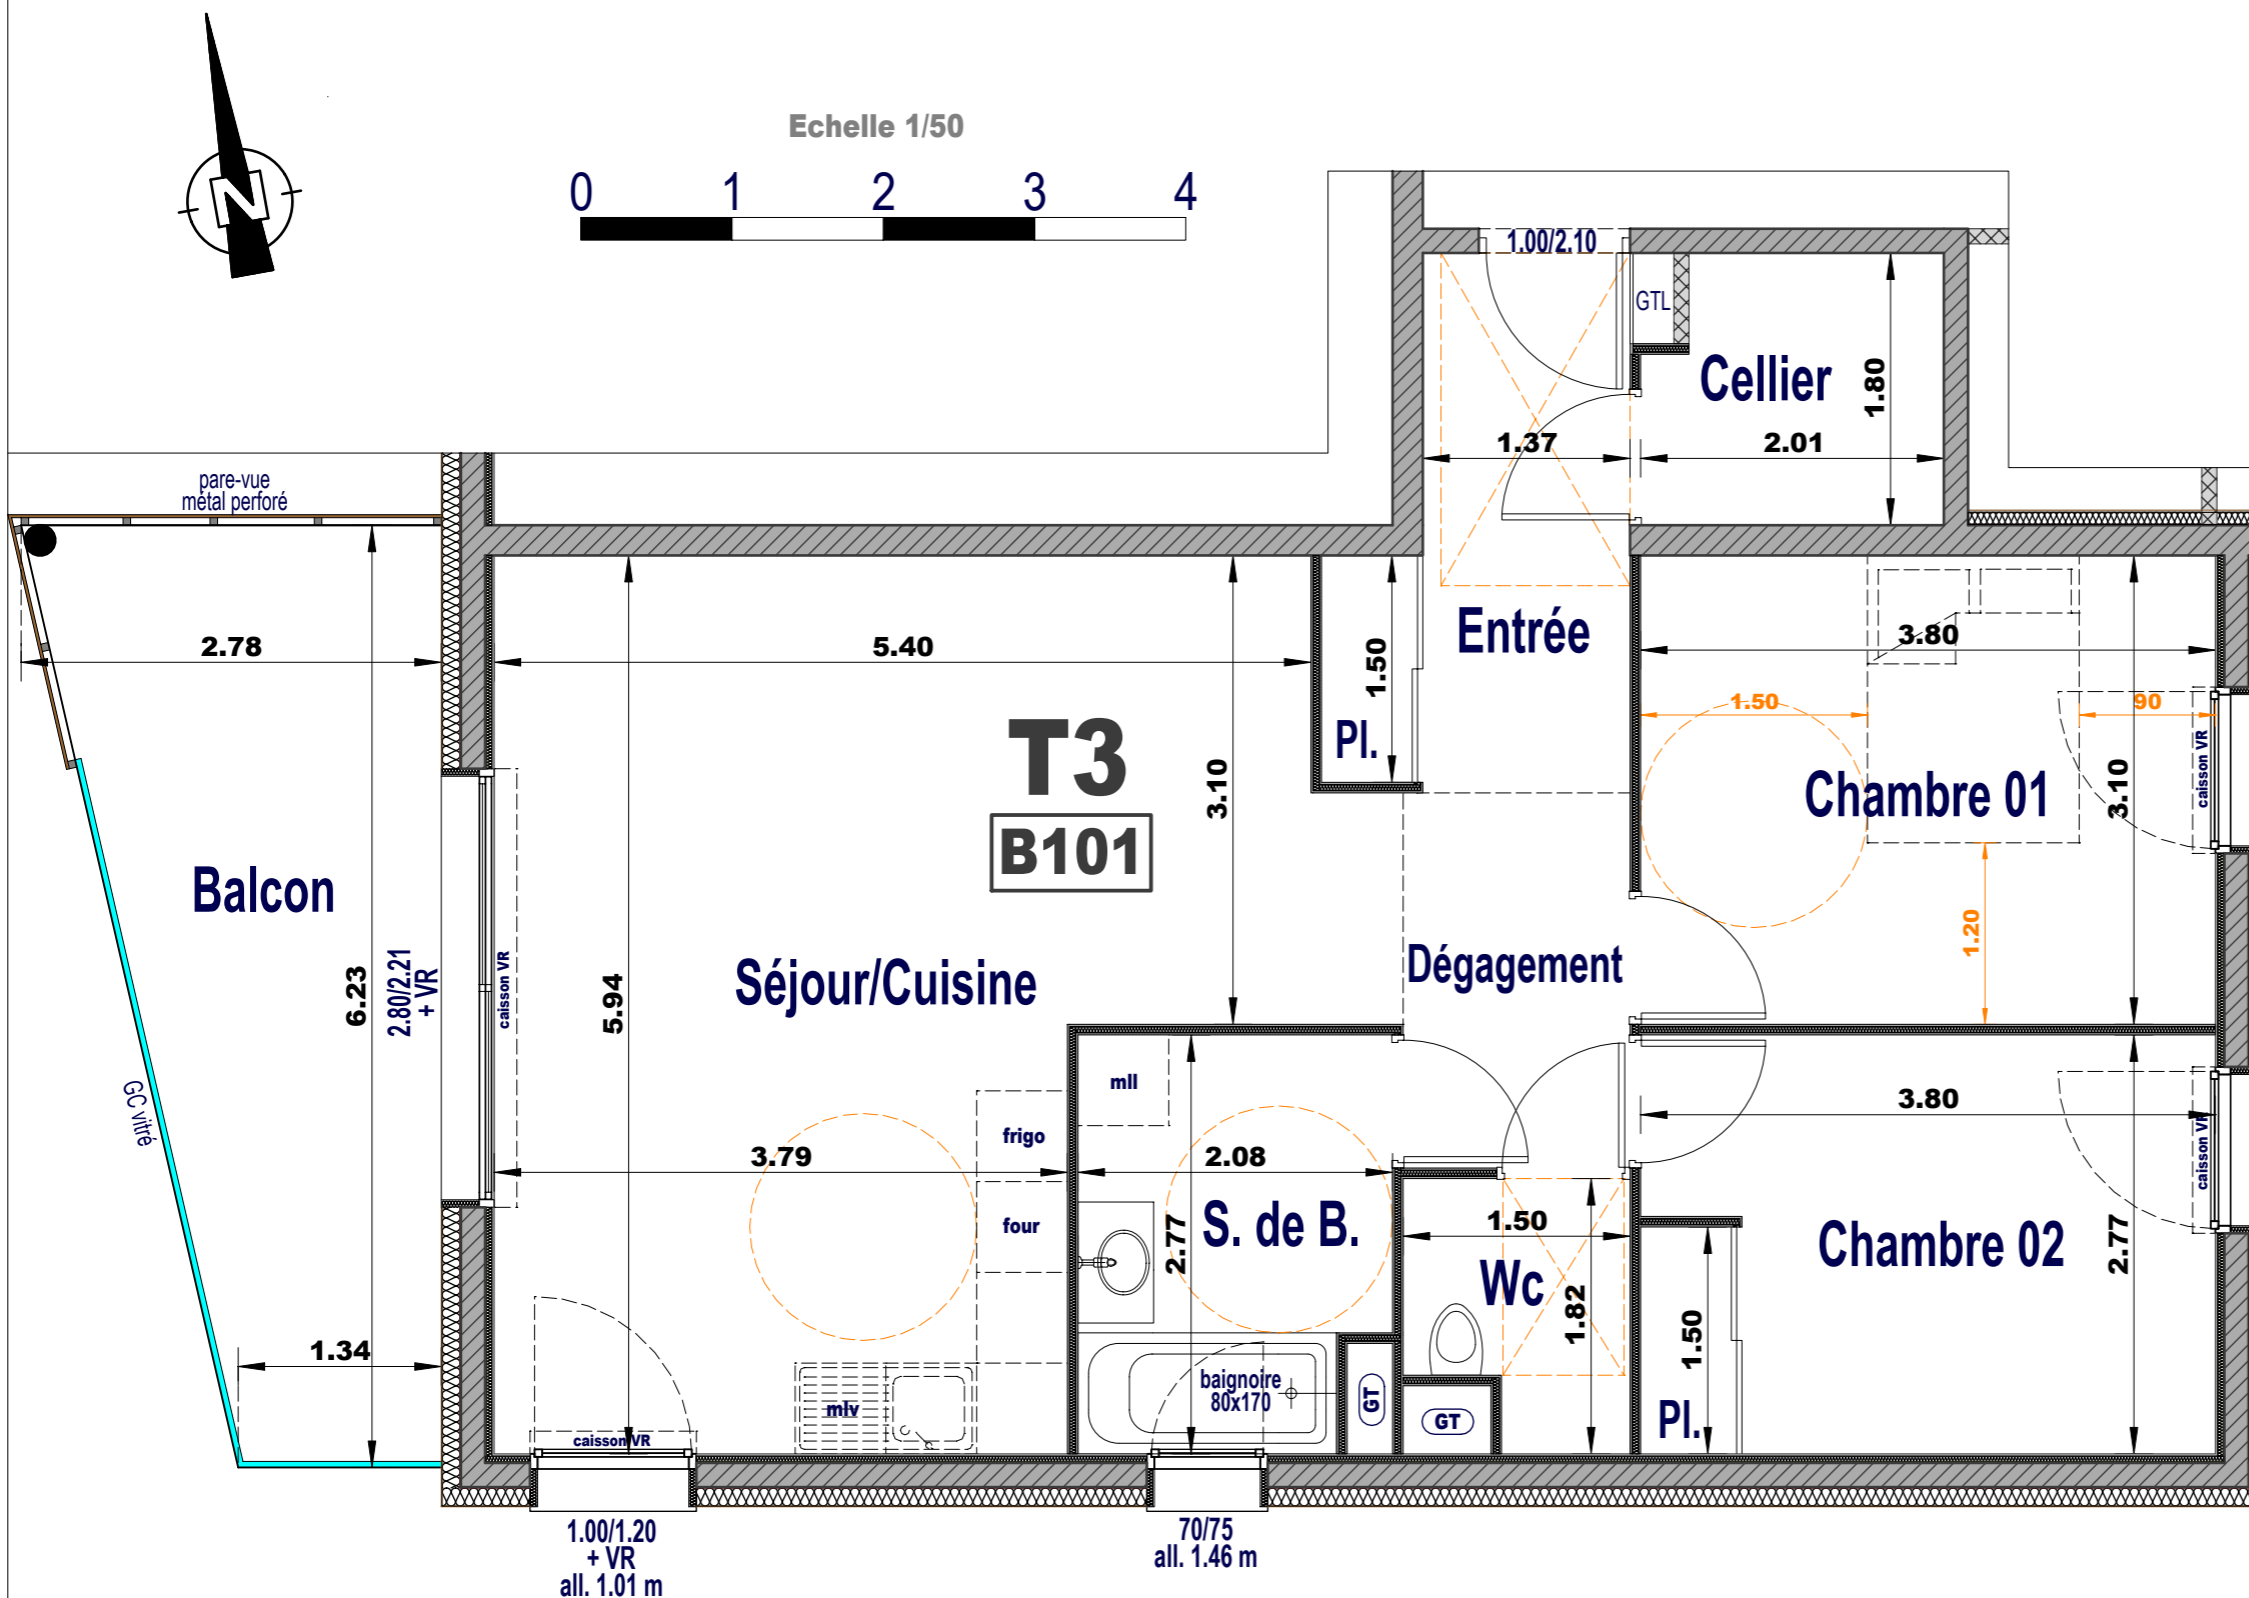 N
Echelle 1/50
0 1 2 3 4
1.00/2.10
GTL
Cellier
1.80
1.37
2.01
pare-vue
métal perforé
2.78
5.40
1.50
Entrée
3.80
1.50
90
Pl.
T3
B101
3.10
caisson VR
Chambre 01
3.10
Balcon
6.23
2.80/2.21
+ VR
caisson VR
5.94
Séjour/Cuisine
Dégagement
1.20
GC vitré
mll
frigo
3.79
2.08
3.80
caisson VR
four
2.77
S. de B.
1.50
Wc
1.82
Chambre 02
2.77
1.34
1.50
baignoire
80x170
GT
GT
mlv
Pl.
caisson VR
1.00/1.20
+ VR
all. 1.01 m
70/75
all. 1.46 m